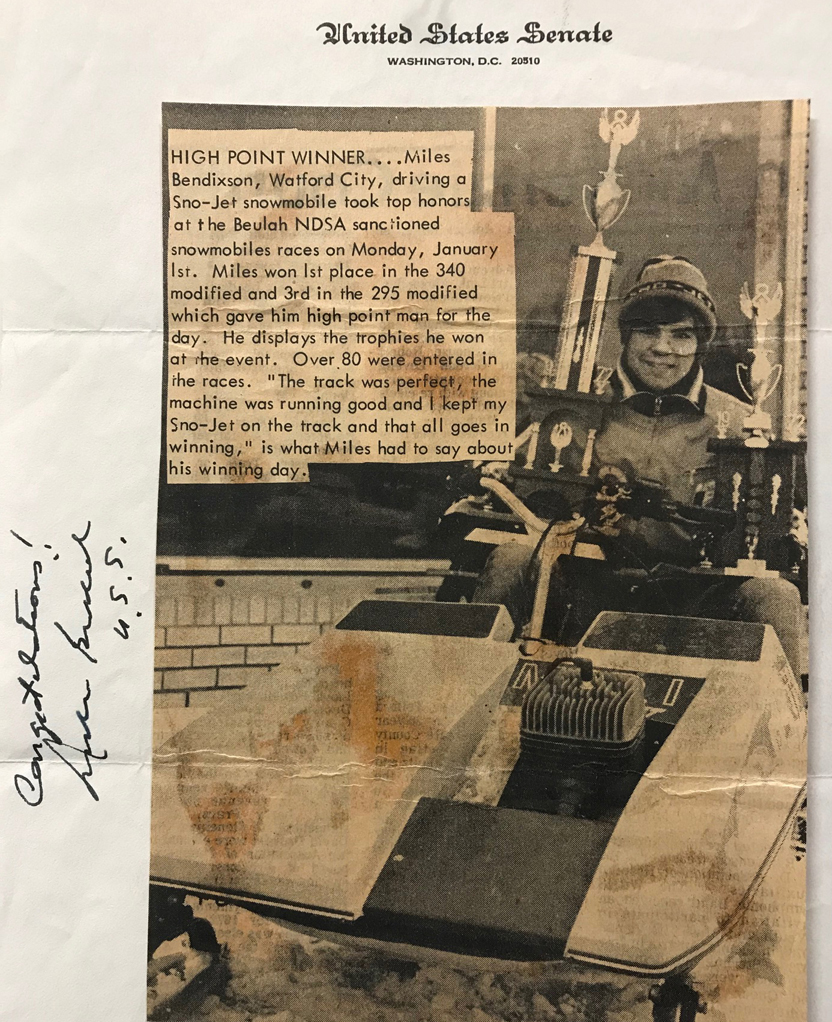 United States Senate
WASHINGTON, D.C. 20510
HIGH POINT WINNER....Miles
Bendixson, Watford City, driving a
Sno-Jet snowmobile took top honors
at the Beulah NDSA sanctioned
snowmobiles races on Monday, January
1st. Miles won 1st place in the 340
modified and 3rd in the 295 modified
which gave him high point man for the
day. He displays the trophies he won
at the event. Over 80 were entered in
the races. "The track was perfect, the
machine was running good and I kept my
Sno-Jet on the track and that all goes in
winning," is what Miles had to say about
his winning day.
Congratulations!
U.S.S.